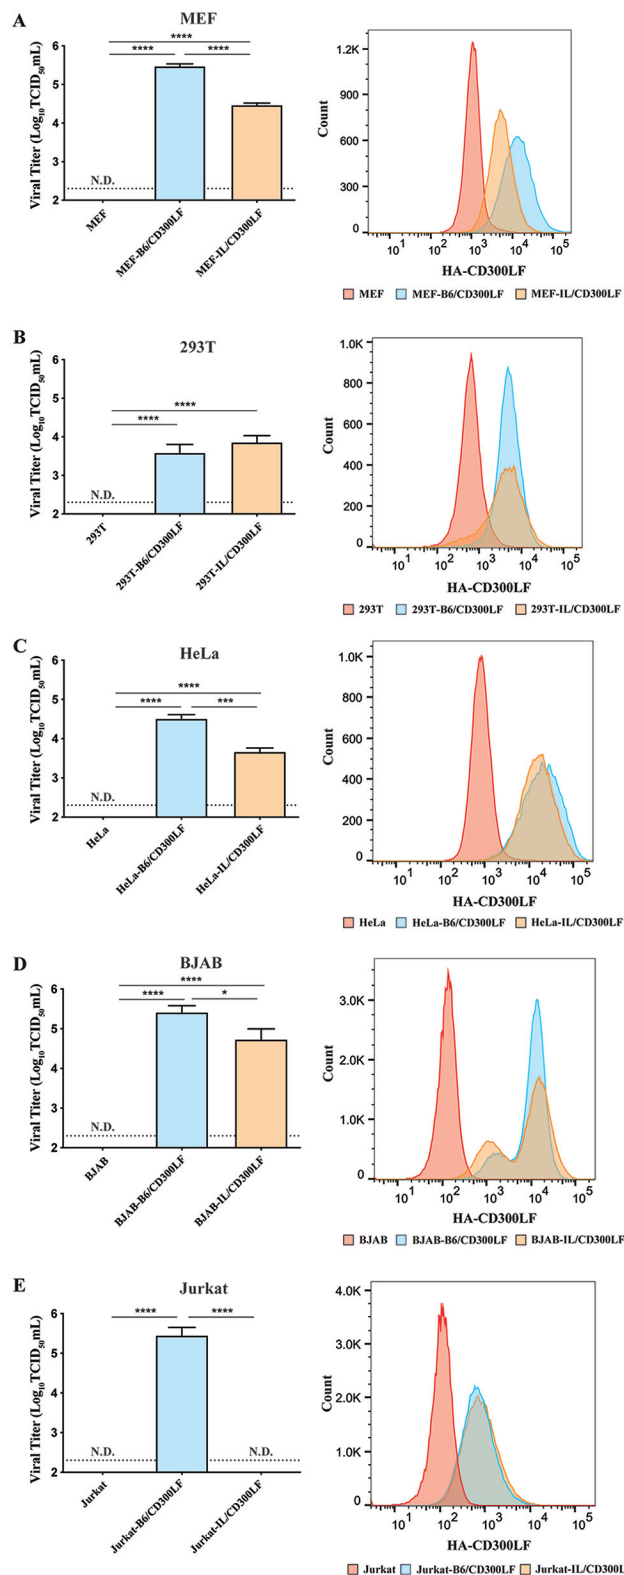 A
MEF
Viral Titer (Log10TCID50mL)
6
5
4
3
2
****
**** ****
N.D.
MEF
MEF-B6/CD300LF
MEF-IL/CD300LF
Count
1.2K
900
600
300
0
10^1 10^2 10^3 10^4 10^5
HA-CD300LF
MEF MEF-B6/CD300LF MEF-IL/CD300LF
B
293T
Viral Titer (Log10TCID50mL)
6
5
4
3
2
****
****
N.D.
293T
293T-B6/CD300LF
293T-IL/CD300LF
Count
1.0K
800
600
400
200
0
10^1 10^2 10^3 10^4 10^5
HA-CD300LF
293T 293T-B6/CD300LF 293T-IL/CD300LF
C
HeLa
Viral Titer (Log10TCID50mL)
6
5
4
3
2
****
**** ***
N.D.
HeLa
HeLa-B6/CD300LF
HeLa-IL/CD300LF
Count
1.0K
800
600
400
200
0
10^1 10^2 10^3 10^4 10^5
HA-CD300LF
HeLa HeLa-B6/CD300LF HeLa-IL/CD300LF
D
BJAB
Viral Titer (Log10TCID50mL)
6
5
4
3
2
****
**** *
N.D.
BJAB
BJAB-B6/CD300LF
BJAB-IL/CD300LF
Count
3.0K
2.0K
1.0K
0
10^1 10^2 10^3 10^4 10^5
HA-CD300LF
BJAB BJAB-B6/CD300LF BJAB-IL/CD300LF
E
Jurkat
Viral Titer (Log10TCID50mL)
6
5
4
3
2
**** ****
N.D. N.D.
Jurkat
Jurkat-B6/CD300LF
Jurkat-IL/CD300LF
Count
4.0K
3.0K
2.0K
1.0K
0
10^1 10^2 10^3 10^4 10^5
HA-CD300LF
Jurkat Jurkat-B6/CD300LF Jurkat-IL/CD300L